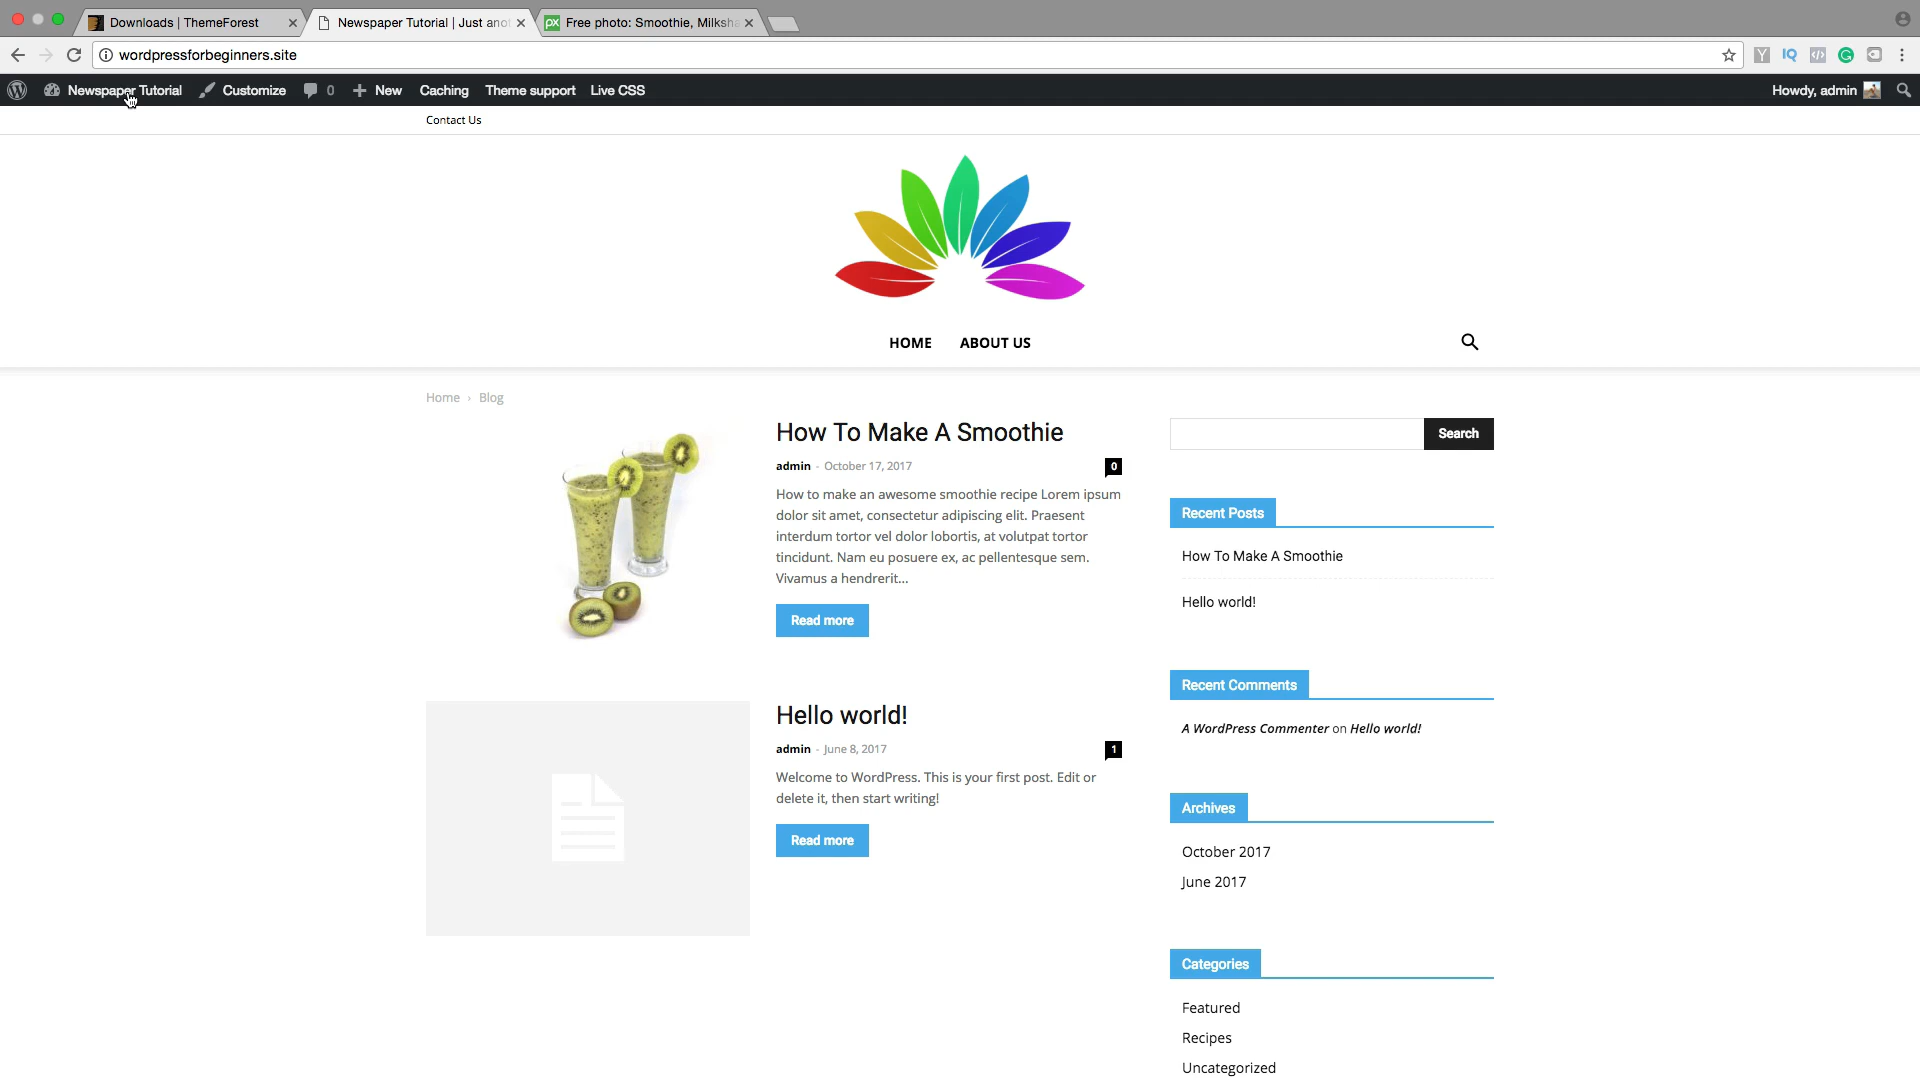 Downloads | ThemeForest
Newspaper Tutorial | Just anot
Free photo: Smoothie, Milksha
wordpressforbeginners.site
Newspaper Tutorial
Customize
0
New
Caching
Theme support
Live CSS
Howdy, admin
Contact Us
HOME
ABOUT US
Home › Blog
How To Make A Smoothie
admin - October 17, 2017
0
How to make an awesome smoothie recipe Lorem ipsum
dolor sit amet, consectetur adipiscing elit. Praesent
interdum tortor vel dolor lobortis, at volutpat tortor
tincidunt. Nam eu posuere ex, ac pellentesque sem.
Vivamus a hendrerit...
Read more
Hello world!
admin - June 8, 2017
1
Welcome to WordPress. This is your first post. Edit or
delete it, then start writing!
Read more
Search
Recent Posts
How To Make A Smoothie
Hello world!
Recent Comments
A WordPress Commenter on Hello world!
Archives
October 2017
June 2017
Categories
Featured
Recipes
Uncategorized